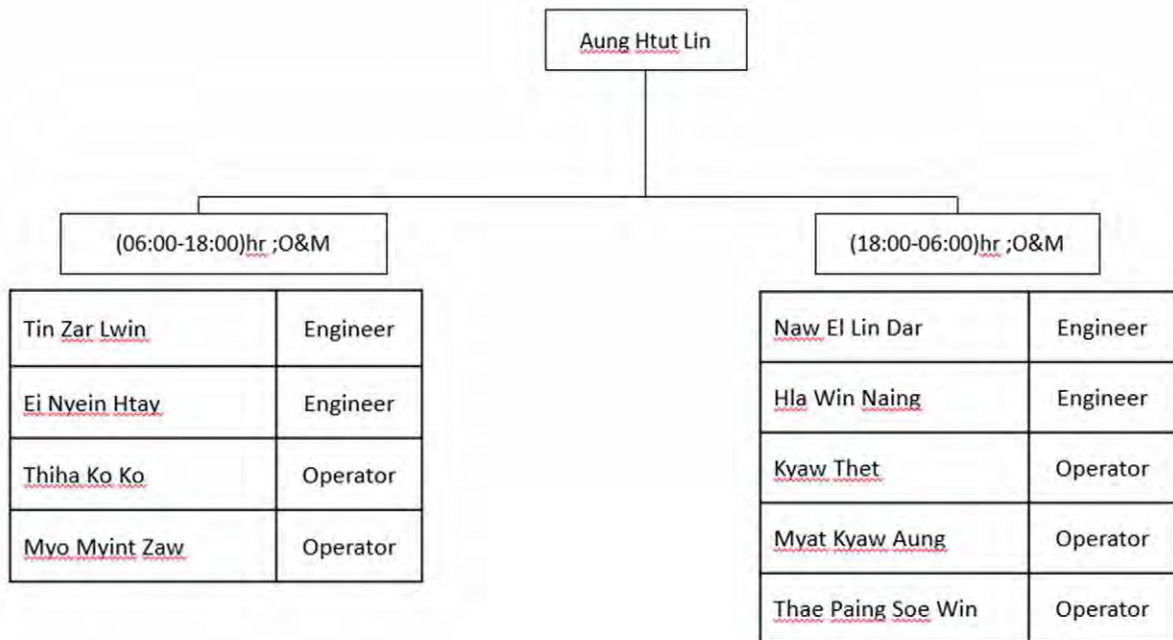 Aung Htut Lin
(06:00-18:00)hr ;O&M
(18:00-06:00)hr ;O&M
Tin Zar Lwin Engineer
Ei Nyein Htay Engineer
Thiha Ko Ko Operator
Myo Myint Zaw Operator
Naw El Lin Dar Engineer
Hla Win Naing Engineer
Kyaw Thet Operator
Myat Kyaw Aung Operator
Thae Paing Soe Win Operator